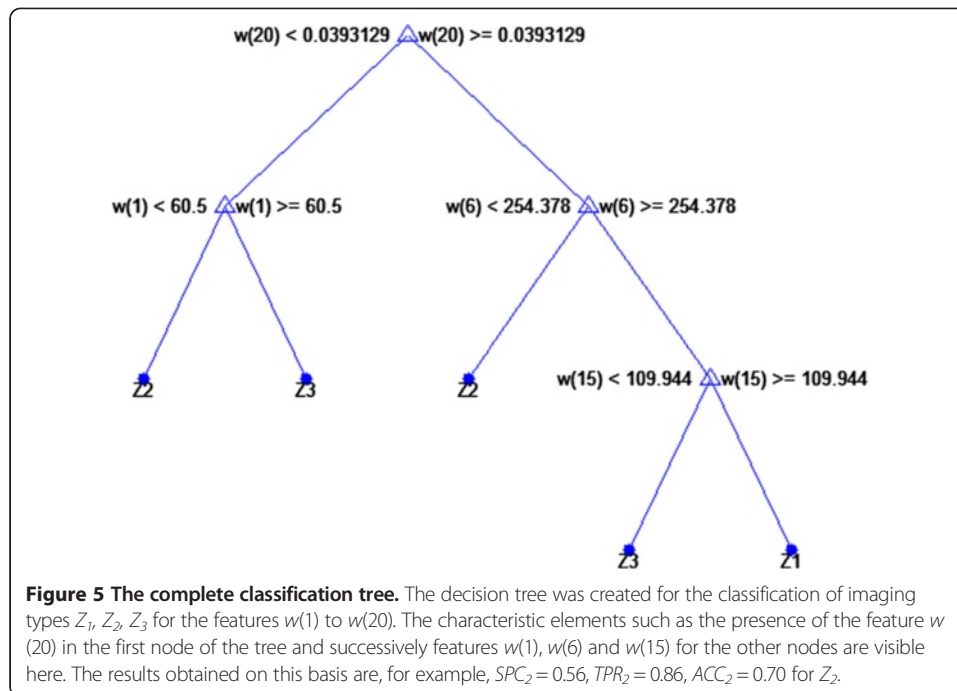 w(20) < 0.0393129 w(20) >= 0.0393129
w(1) < 60.5 w(1) >= 60.5 w(6) < 254.378 w(6) >= 254.378
Z2 Z3 Z2 w(15) < 109.944 w(15) >= 109.944
Z3 Z1
Figure 5 The complete classification tree. The decision tree was created for the classification of imaging
types Z1, Z2, Z3 for the features w(1) to w(20). The characteristic elements such as the presence of the feature w
(20) in the first node of the tree and successively features w(1), w(6) and w(15) for the other nodes are visible
here. The results obtained on this basis are, for example, SPC2 = 0.56, TPR2 = 0.86, ACC2 = 0.70 for Z2.